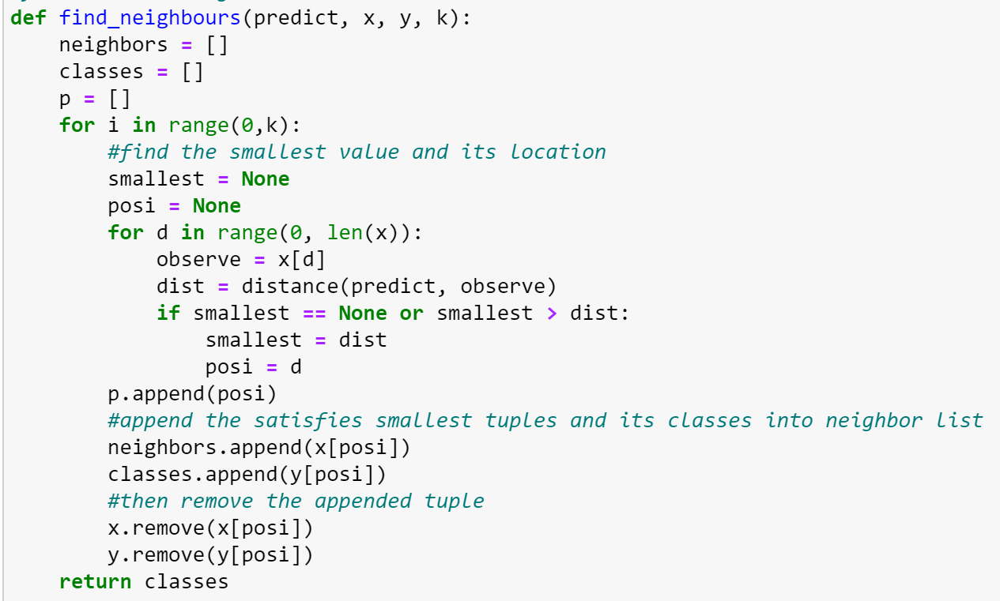 def find_neighbours(predict, x, y, k):
    neighbors = []
    classes = []
    p = []
    for i in range(0,k):
        #find the smallest value and its location
        smallest = None
        posi = None
        for d in range(0, len(x)):
            observe = x[d]
            dist = distance(predict, observe)
            if smallest == None or smallest > dist:
                smallest = dist
                posi = d
        p.append(posi)
        #append the satisfies smallest tuples and its classes into neighbor list
        neighbors.append(x[posi])
        classes.append(y[posi])
        #then remove the appended tuple
        x.remove(x[posi])
        y.remove(y[posi])
    return classes